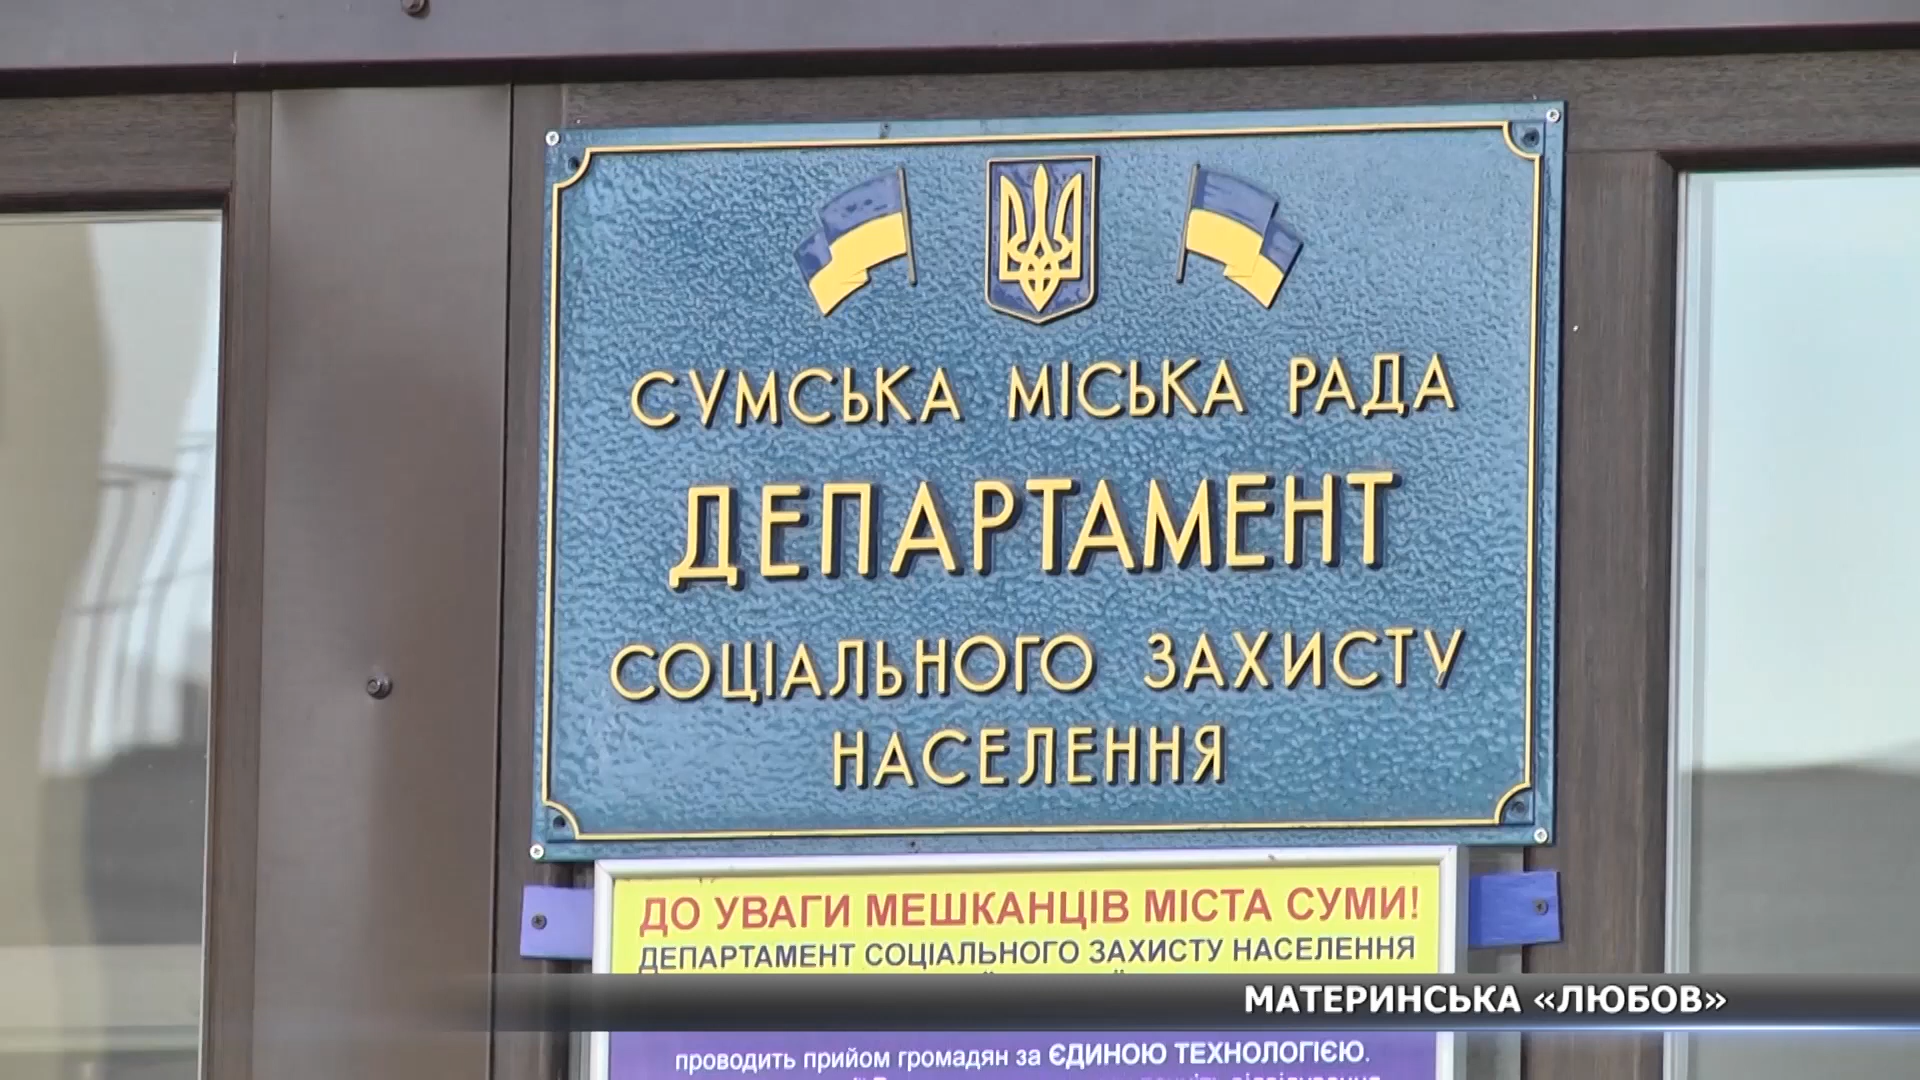 СУМСЬКА МІСЬКА РАДА
ДЕПАРТАМЕНТ
СОЦІАЛЬНОГО ЗАХИСТУ
НАСЕЛЕННЯ
ДО УВАГИ МЕШКАНЦІВ МІСТА СУМИ!
ДЕПАРТАМЕНТ СОЦІАЛЬНОГО ЗАХИСТУ НАСЕЛЕННЯ
МАТЕРИНСЬКА «ЛЮБОВ»
проводить прийом громадян за ЄДИНОЮ ТЕХНОЛОГІЄЮ.